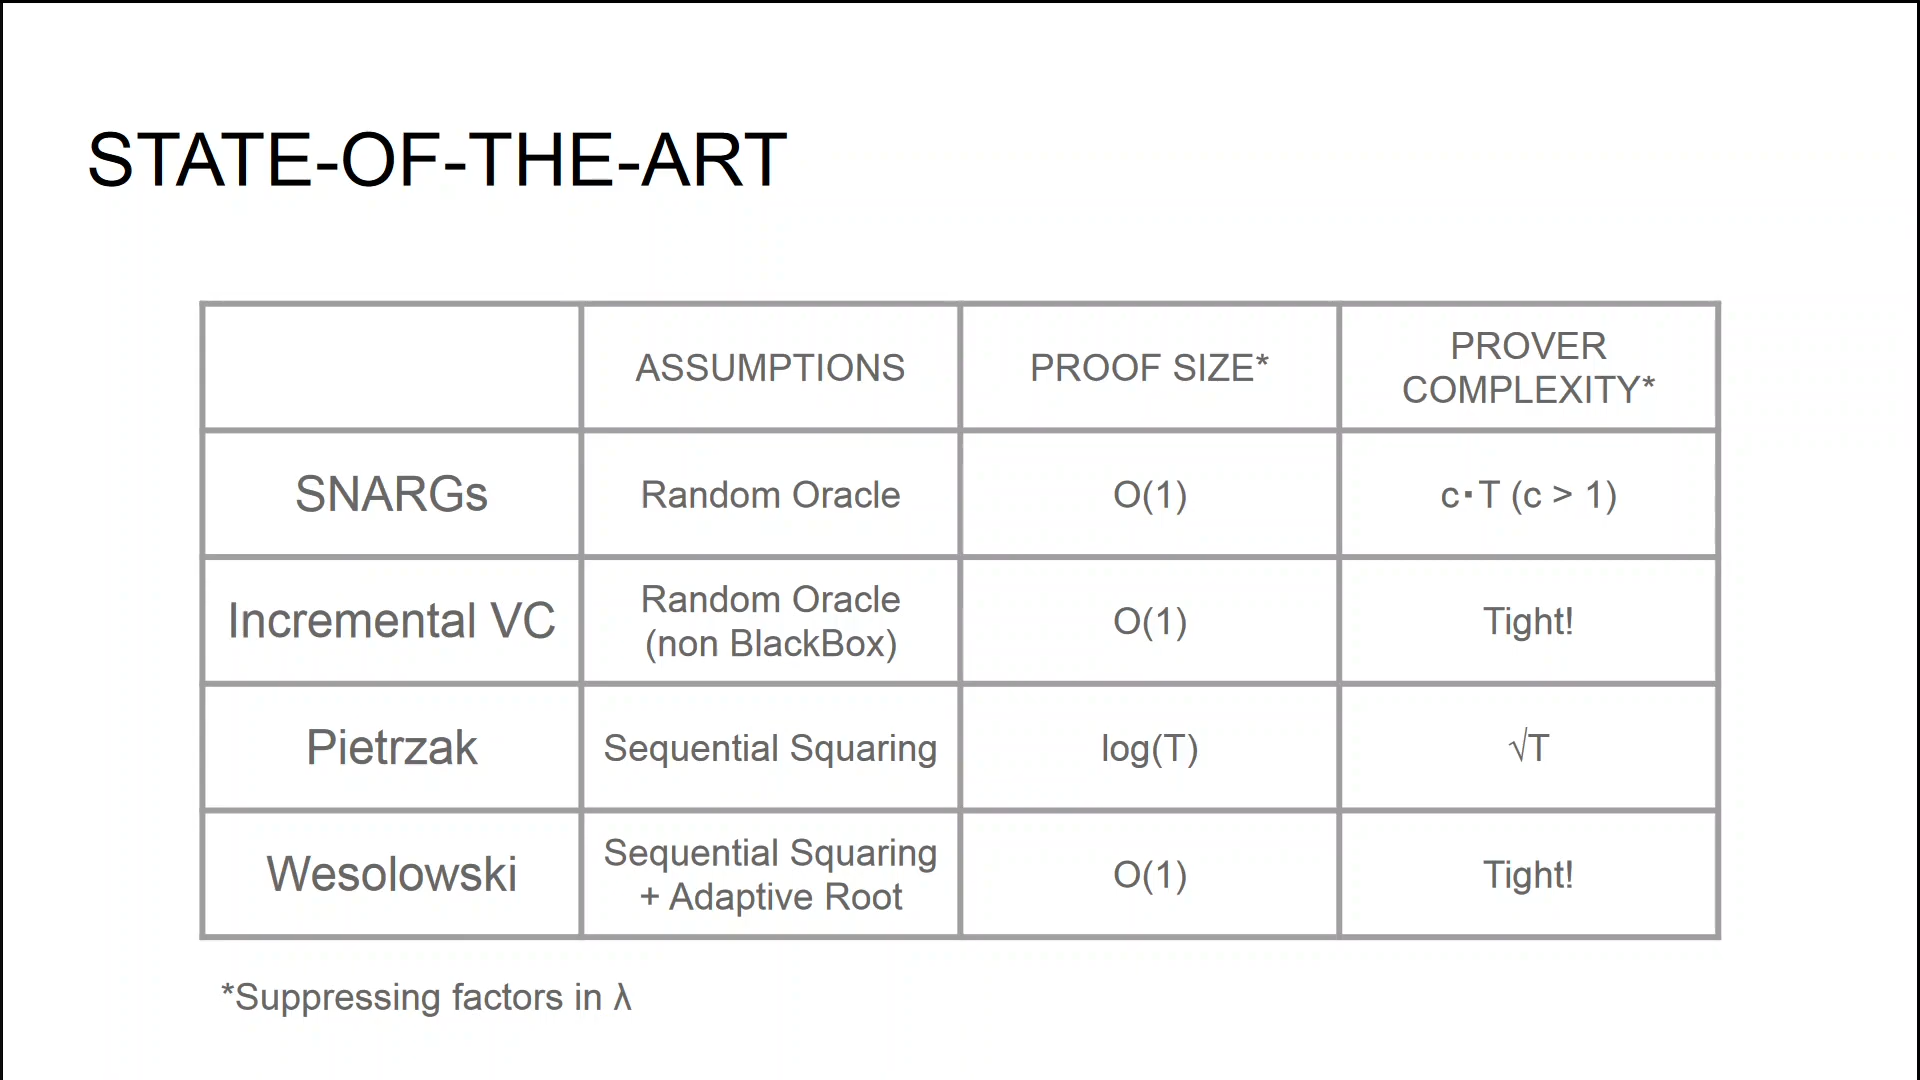 STATE-OF-THE-ART
ASSUMPTIONS
PROOF SIZE*
PROVER
COMPLEXITY*
SNARGs
Random Oracle
O(1)
c·T (c > 1)
Incremental VC
Random Oracle
(non BlackBox)
O(1)
Tight!
Pietrzak
Sequential Squaring
log(T)
√T
Wesolowski
Sequential Squaring
+ Adaptive Root
O(1)
Tight!
*Suppressing factors in λ